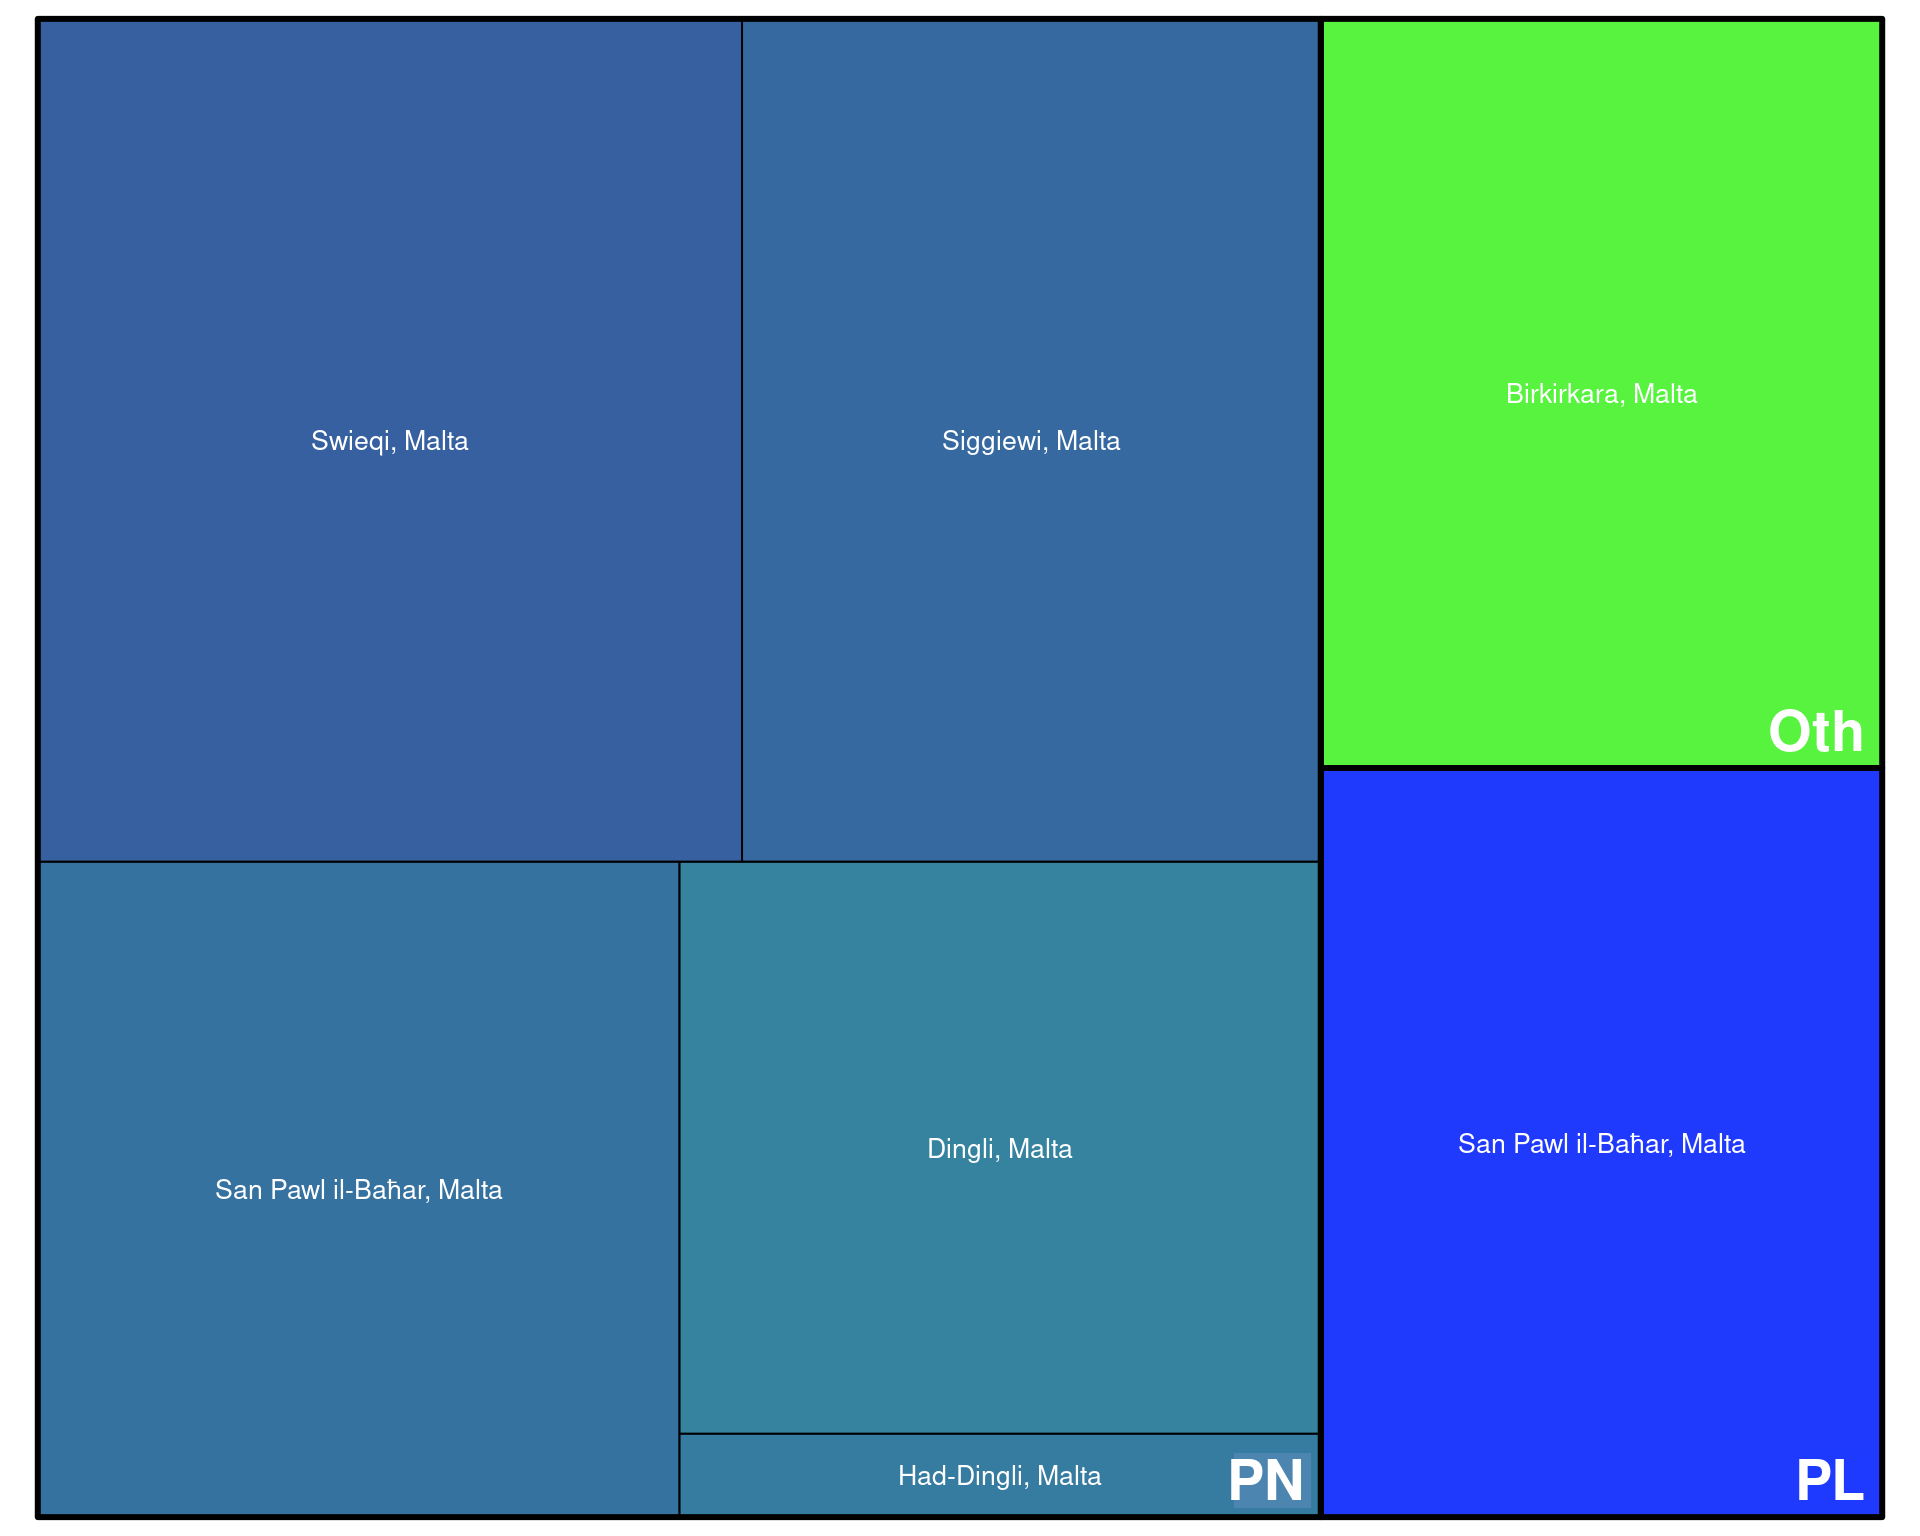 Swieqi, Malta
Siggiewi, Malta
Birkirkara, Malta
Oth
San Pawl il-Baħar, Malta
Dingli, Malta
Had-Dingli, Malta
PN
San Pawl il-Baħar, Malta
PL